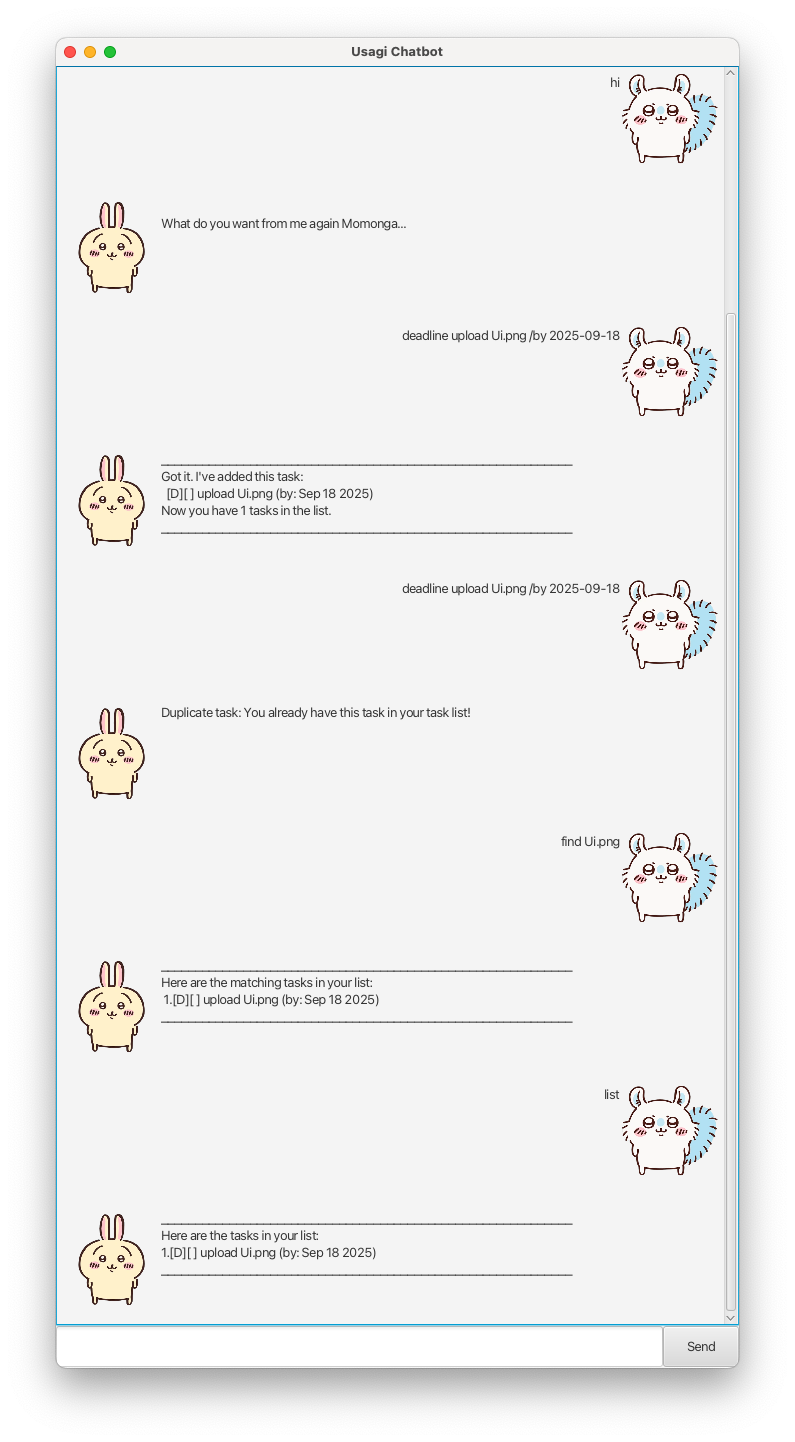 Usagi Chatbot
hi
What do you want from me again Momonga...
deadline upload Ui.png /by 2025-09-18
____________________________________________________________
Got it. I've added this task:
[D][ ] upload Ui.png (by: Sep 18 2025)
Now you have 1 tasks in the list.
____________________________________________________________
deadline upload Ui.png /by 2025-09-18
Duplicate task: You already have this task in your task list!
find Ui.png
____________________________________________________________
Here are the matching tasks in your list:
1.[D][ ] upload Ui.png (by: Sep 18 2025)
____________________________________________________________
list
____________________________________________________________
Here are the tasks in your list:
1.[D][ ] upload Ui.png (by: Sep 18 2025)
____________________________________________________________
Send